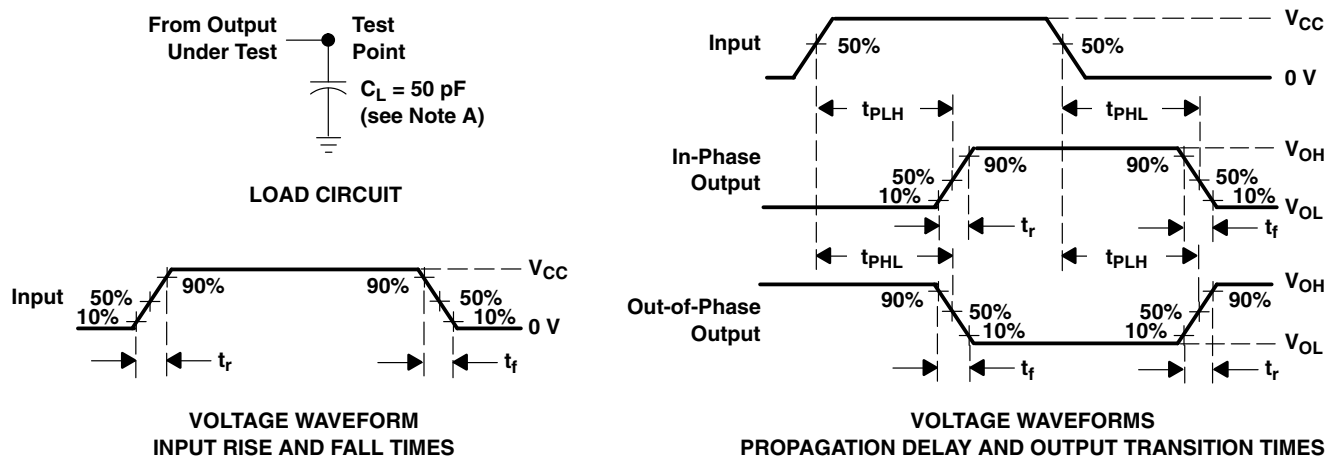 From Output
Under Test
Test
Point
C_L = 50 pF
(see Note A)
LOAD CIRCUIT
Input
50%
10%
90%
90%
50%
10%
V_CC
0 V
t_r
t_f
VOLTAGE WAVEFORM
INPUT RISE AND FALL TIMES
Input
50%
50%
V_CC
0 V
t_PLH
t_PHL
In-Phase
Output
50%
10%
90%
90%
50%
10%
V_OH
V_OL
t_r
t_f
t_PHL
t_PLH
Out-of-Phase
Output
90%
50%
10%
50%
10%
90%
V_OH
V_OL
t_f
t_r
VOLTAGE WAVEFORMS
PROPAGATION DELAY AND OUTPUT TRANSITION TIMES